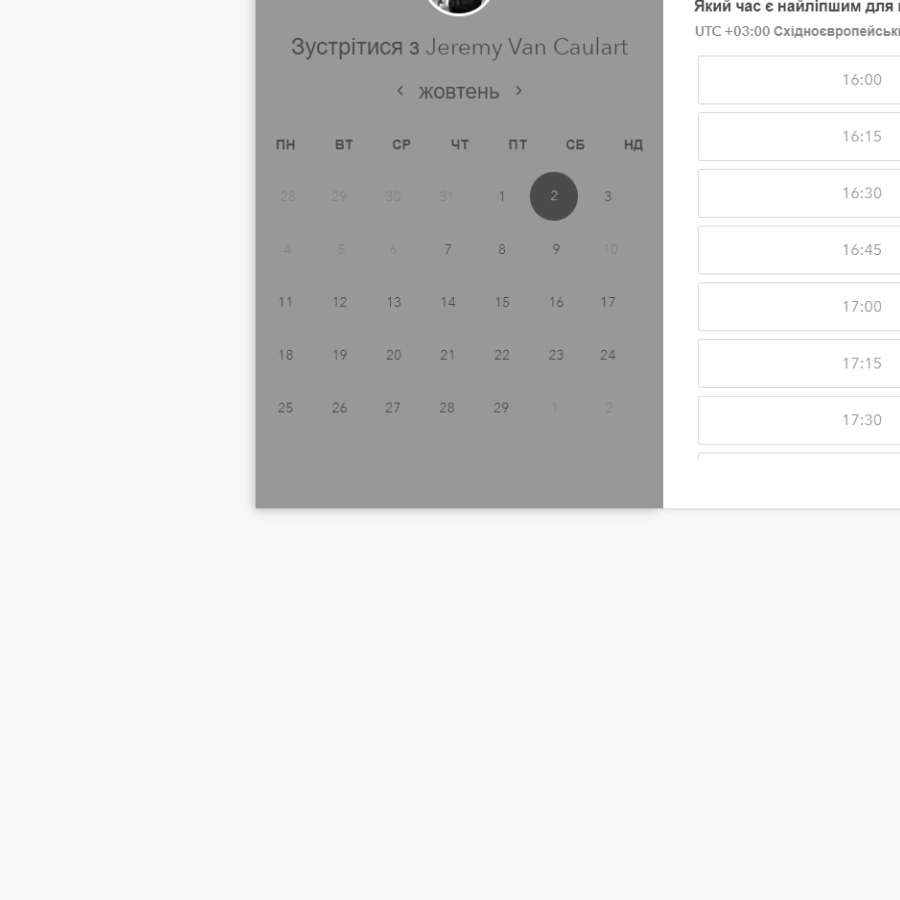 Зустрітися з Jeremy Van Caulart
‹ жовтень ›
ПН ВТ СР ЧТ ПТ СБ НД
28 29 30 31 1 2 3
4 5 6 7 8 9 10
11 12 13 14 15 16 17
18 19 20 21 22 23 24
25 26 27 28 29 1 2
Який час є найліпшим для
UTC +03:00
16:00
16:15
16:30
16:45
17:00
17:15
17:30